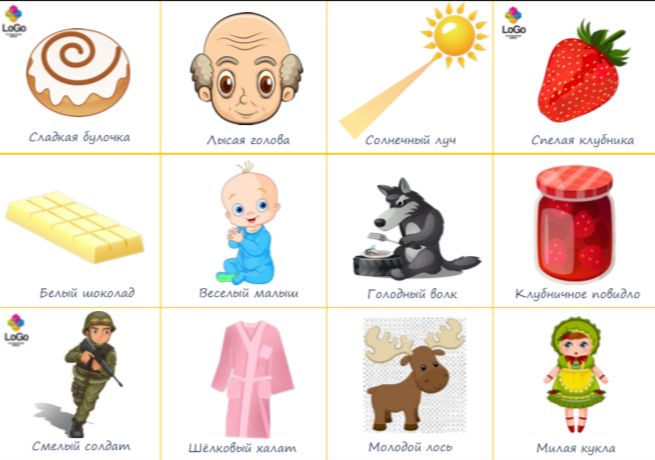 LoGo
LoGo
Сладкая булочка
Лысая голова
Солнечный луч
Спелая клубника
Белый шоколад
Веселый малыш
Голодный волк
Клубничное повидло
LoGo
Смелый солдат
Шёлковый халат
Молодой лось
Милая кукла